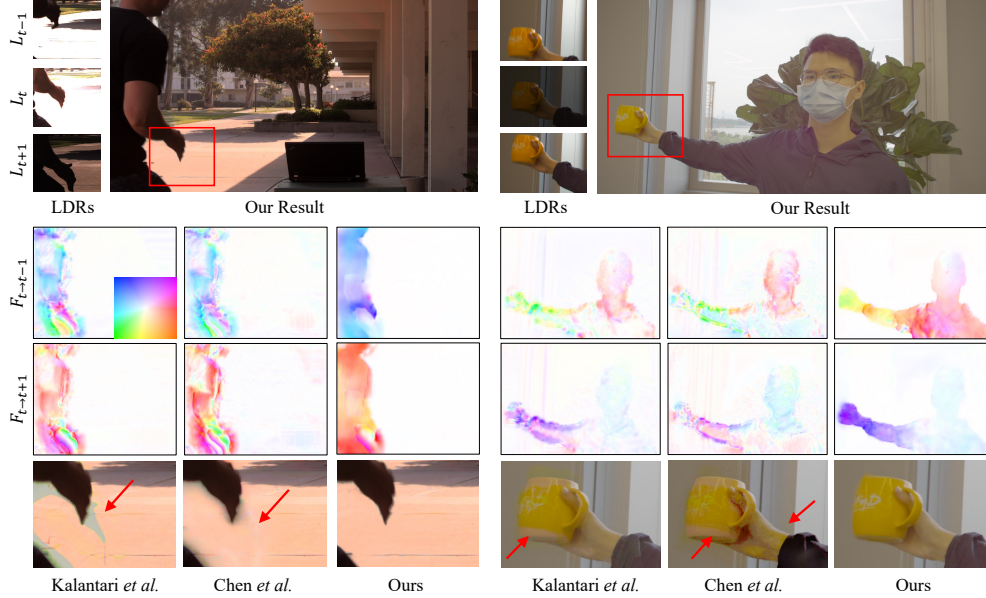 L_{t-1}
L_t
L_{t+1}
LDRs
Our Result
LDRs
Our Result
F_{t→t-1}
F_{t→t+1}
Kalantari et al.
Chen et al.
Ours
Kalantari et al.
Chen et al.
Ours